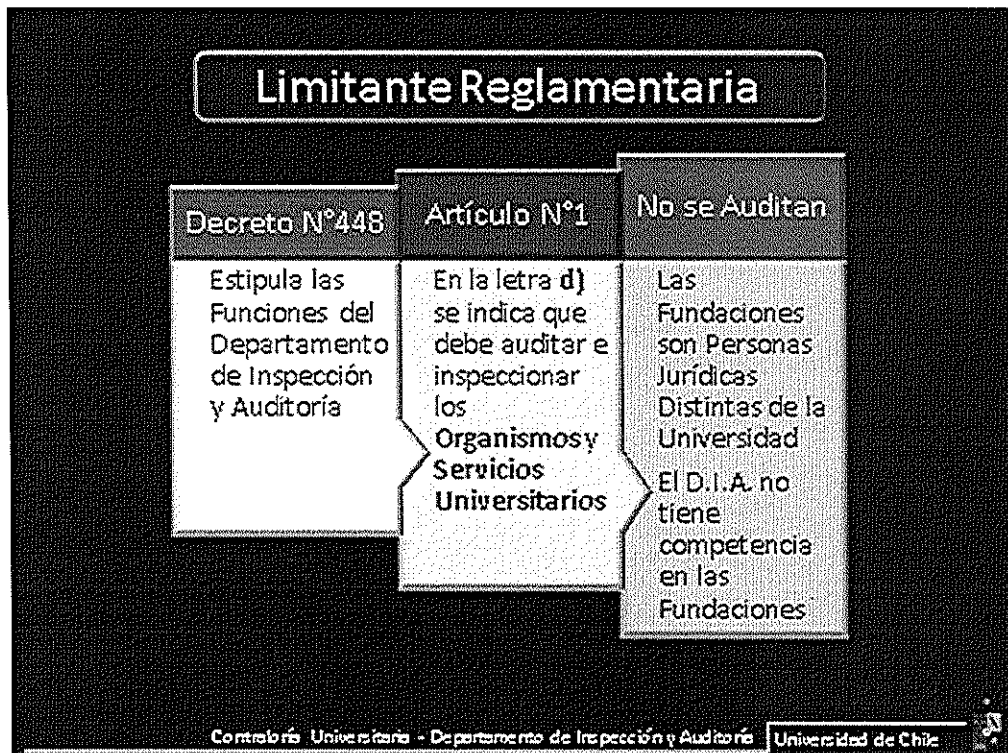 Limitante Reglamentaria
Decreto N°448
Estipula las
Funciones del
Departamento
de Inspección
y Auditoría
Artículo N°1
En la letra d)
se indica que
debe auditar e
inspeccionar
los
Organismos y
Servicios
Universitarios
No se Auditan
Las
Fundaciones
son Personas
Jurídicas
Distintas de la
Universidad
El D.I.A. no
tiene
competencia
en las
Fundaciones
Contraloría Universitaria - Departamento de Inspección y Auditoría
Universidad de Chile